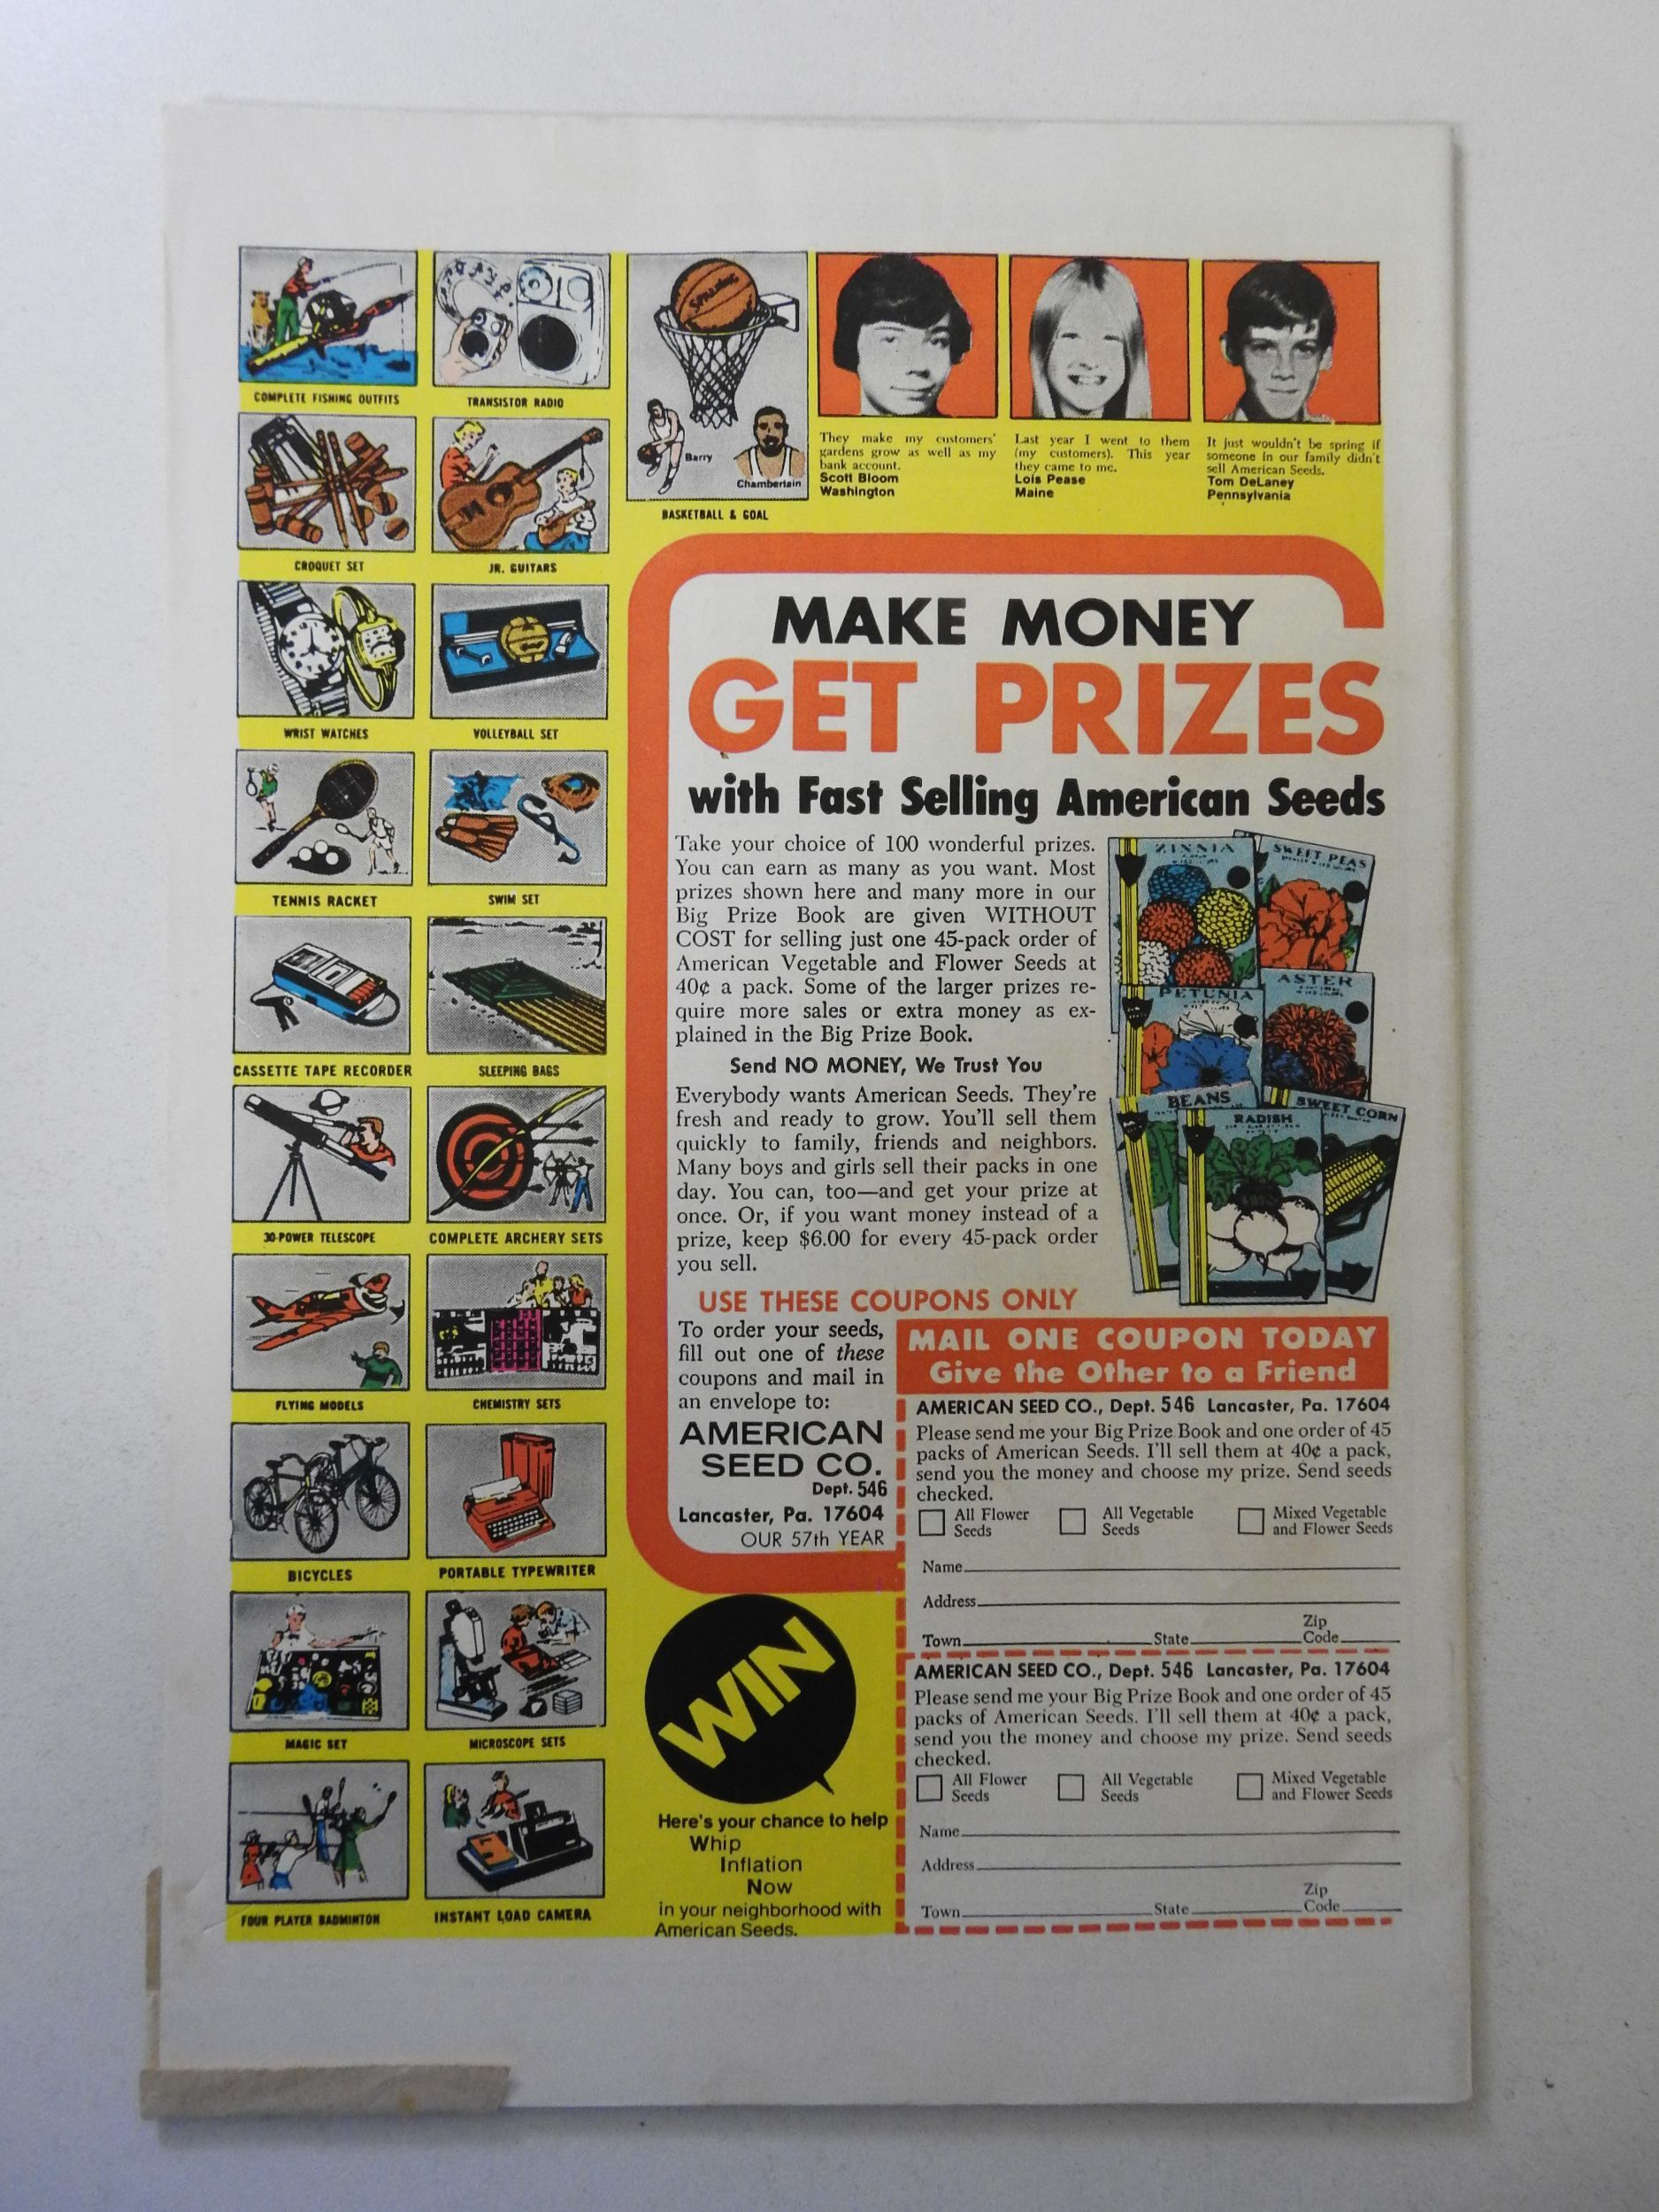 COMPLETE FISHING OUTFITS
TRANSISTOR RADIO
CROQUET SET
JR. GUITARS
WRIST WATCHES
VOLLEYBALL SET
TENNIS RACKET
SWIM SET
CASSETTE TAPE RECORDER
SLEEPING BAGS
30-POWER TELESCOPE
COMPLETE ARCHERY SETS
FLYING MODELS
CHEMISTRY SETS
BICYCLES
PORTABLE TYPEWRITER
MAGIC SET
MICROSCOPE SETS
FOUR PLAYER BADMINTON
INSTANT LOAD CAMERA
Spalding
Barry
Chamberlain
BASKETBALL & GOAL
They make my customers'
gardens grow as well as my
bank account.
Scott Bloom
Washington
Last year I went to them
(my customers). This year
they came to me.
Lois Pease
Maine
It just wouldn't be spring if
someone in our family didn't
sell American Seeds.
Tom DeLaney
Pennsylvania
MAKE MONEY
GET PRIZES
with Fast Selling American Seeds
Take your choice of 100 wonderful prizes.
You can earn as many as you want. Most
prizes shown here and many more in our
Big Prize Book are given WITHOUT
COST for selling just one 45-pack order of
American Vegetable and Flower Seeds at
40¢ a pack. Some of the larger prizes re-
quire more sales or extra money as ex-
plained in the Big Prize Book.
Send NO MONEY, We Trust You
Everybody wants American Seeds. They're
fresh and ready to grow. You'll sell them
quickly to family, friends and neighbors.
Many boys and girls sell their packs in one
day. You can, too—and get your prize at
once. Or, if you want money instead of a
prize, keep $6.00 for every 45-pack order
you sell.
ZINNIA
SWEET PEAS
PETUNIA
ASTER
BEANS
RADISH
SWEET CORN
USE THESE COUPONS ONLY
To order your seeds,
fill out one of these
coupons and mail in
an envelope to:
AMERICAN
SEED CO.
Dept. 546
Lancaster, Pa. 17604
OUR 57th YEAR
MAIL ONE COUPON TODAY
Give the Other to a Friend
AMERICAN SEED CO., Dept. 546 Lancaster, Pa. 17604
Please send me your Big Prize Book and one order of 45
packs of American Seeds. I'll sell them at 40¢ a pack,
send you the money and choose my prize. Send seeds
checked.
All Flower Seeds
All Vegetable Seeds
Mixed Vegetable and Flower Seeds
Name
Address
Town State Zip Code
AMERICAN SEED CO., Dept. 546 Lancaster, Pa. 17604
Please send me your Big Prize Book and one order of 45
packs of American Seeds. I'll sell them at 40¢ a pack,
send you the money and choose my prize. Send seeds
checked.
All Flower Seeds
All Vegetable Seeds
Mixed Vegetable and Flower Seeds
Name
Address
Town State Zip Code
WIN
Here's your chance to help
Whip
Inflation
Now
in your neighborhood with
American Seeds.